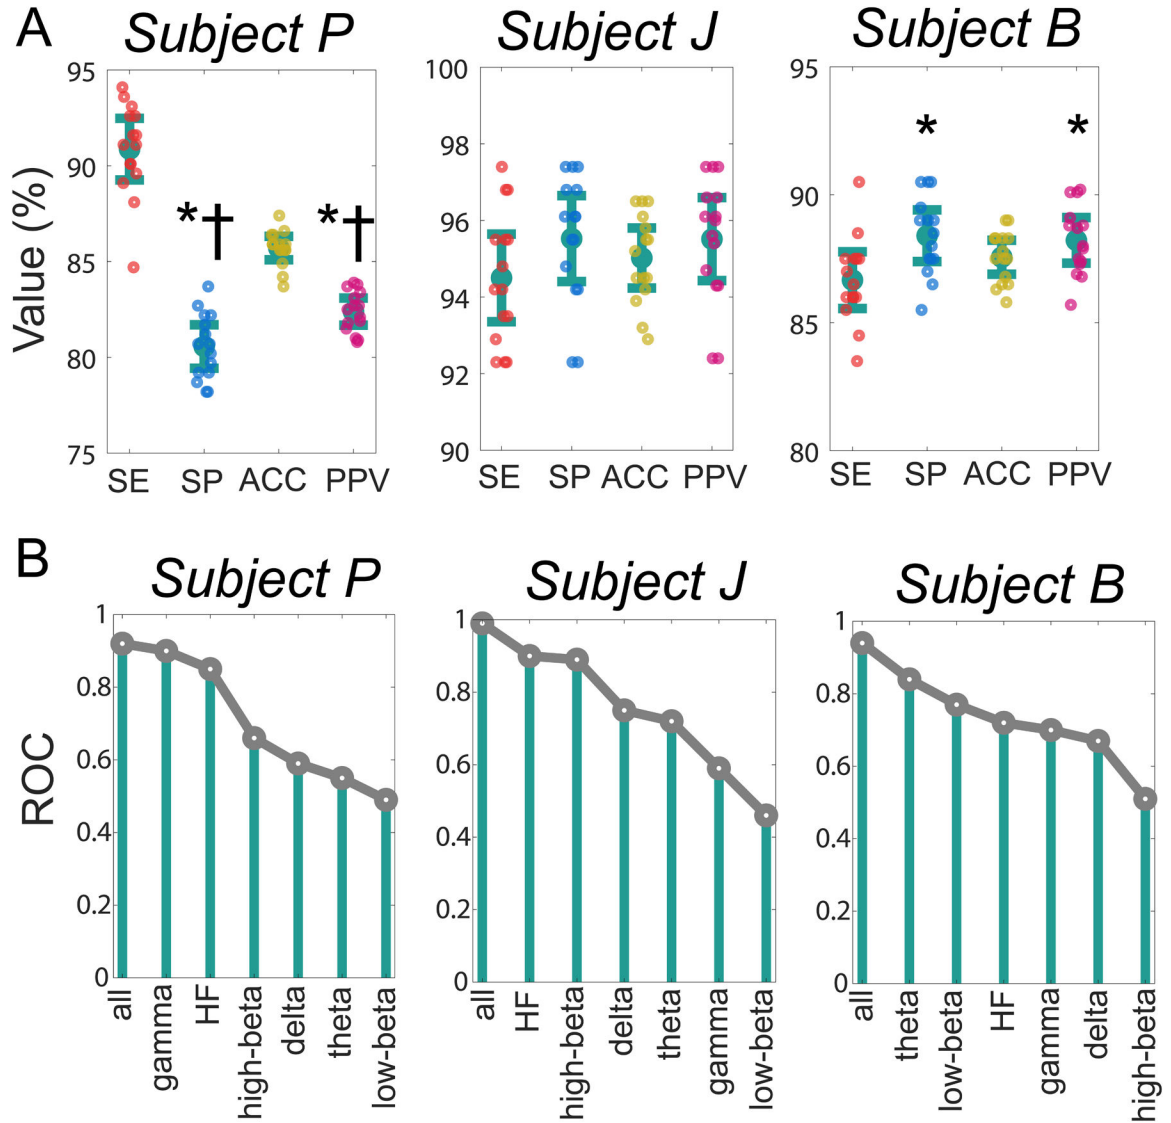 A
Subject P
Subject J
Subject B
Value (%)
95
90
85
80
75
*†
*†
SE
SP
ACC
PPV
100
98
96
94
92
90
SE
SP
ACC
PPV
95
90
85
80
*
*
SE
SP
ACC
PPV
B
Subject P
Subject J
Subject B
ROC
1
0.8
0.6
0.4
0.2
0
all
gamma
HF
high-beta
delta
theta
low-beta
1
0.8
0.6
0.4
0.2
0
all
HF
high-beta
delta
theta
gamma
low-beta
1
0.8
0.6
0.4
0.2
0
all
theta
low-beta
HF
gamma
delta
high-beta